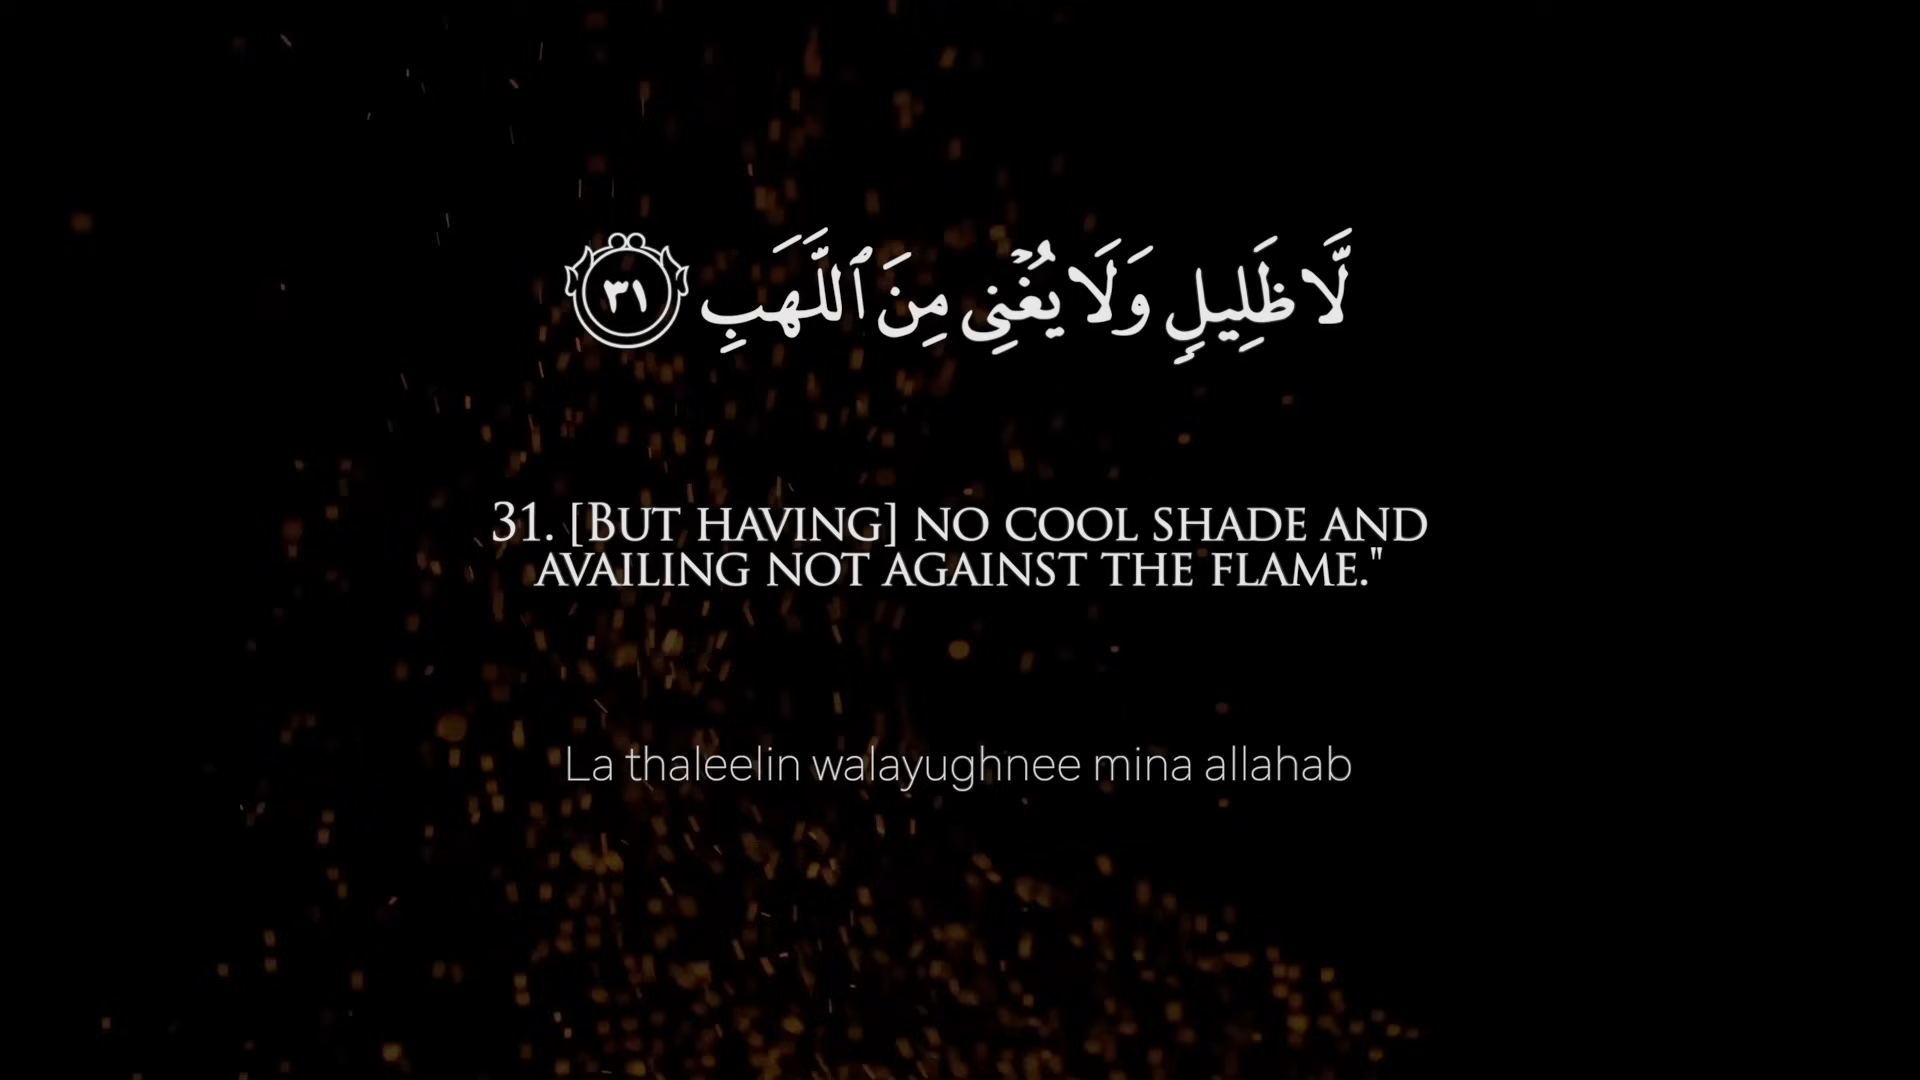 لَّا ظَلِيلٍ وَلَا يُغْنِى مِنَ ٱللَّهَبِ ٣١
31. [But having] no cool shade and
availing not against the flame."
La thaleelin walayughnee mina allahab